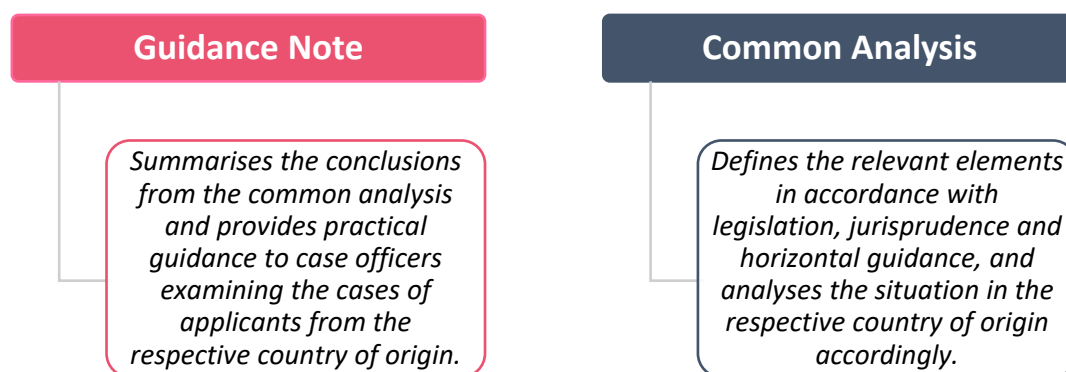 Guidance Note
Summarises the conclusions
from the common analysis
and provides practical
guidance to case officers
examining the cases of
applicants from the
respective country of origin.
Common Analysis
Defines the relevant elements
in accordance with
legislation, jurisprudence and
horizontal guidance, and
analyses the situation in the
respective country of origin
accordingly.